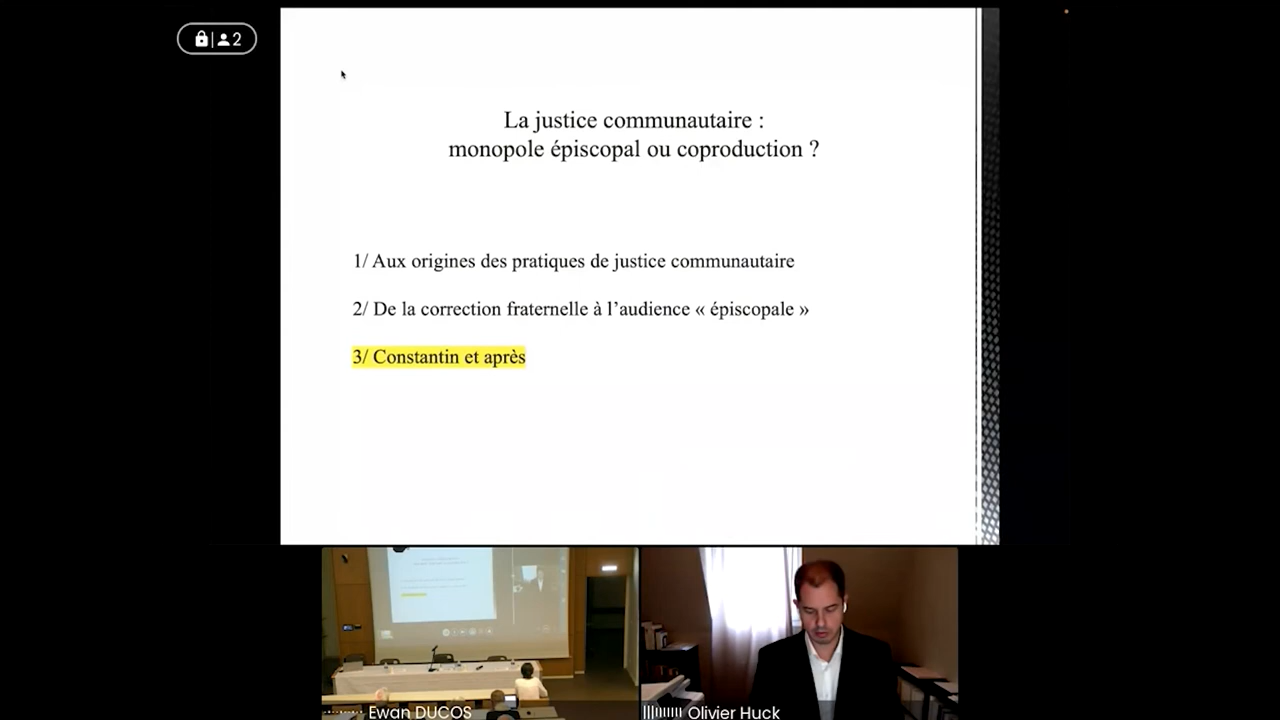 2
La justice communautaire :
monopole épiscopal ou coproduction ?
1/ Aux origines des pratiques de justice communautaire
2/ De la correction fraternelle à l’audience « épiscopale »
3/ Constantin et après
Ewan DUCOS
Olivier Huck